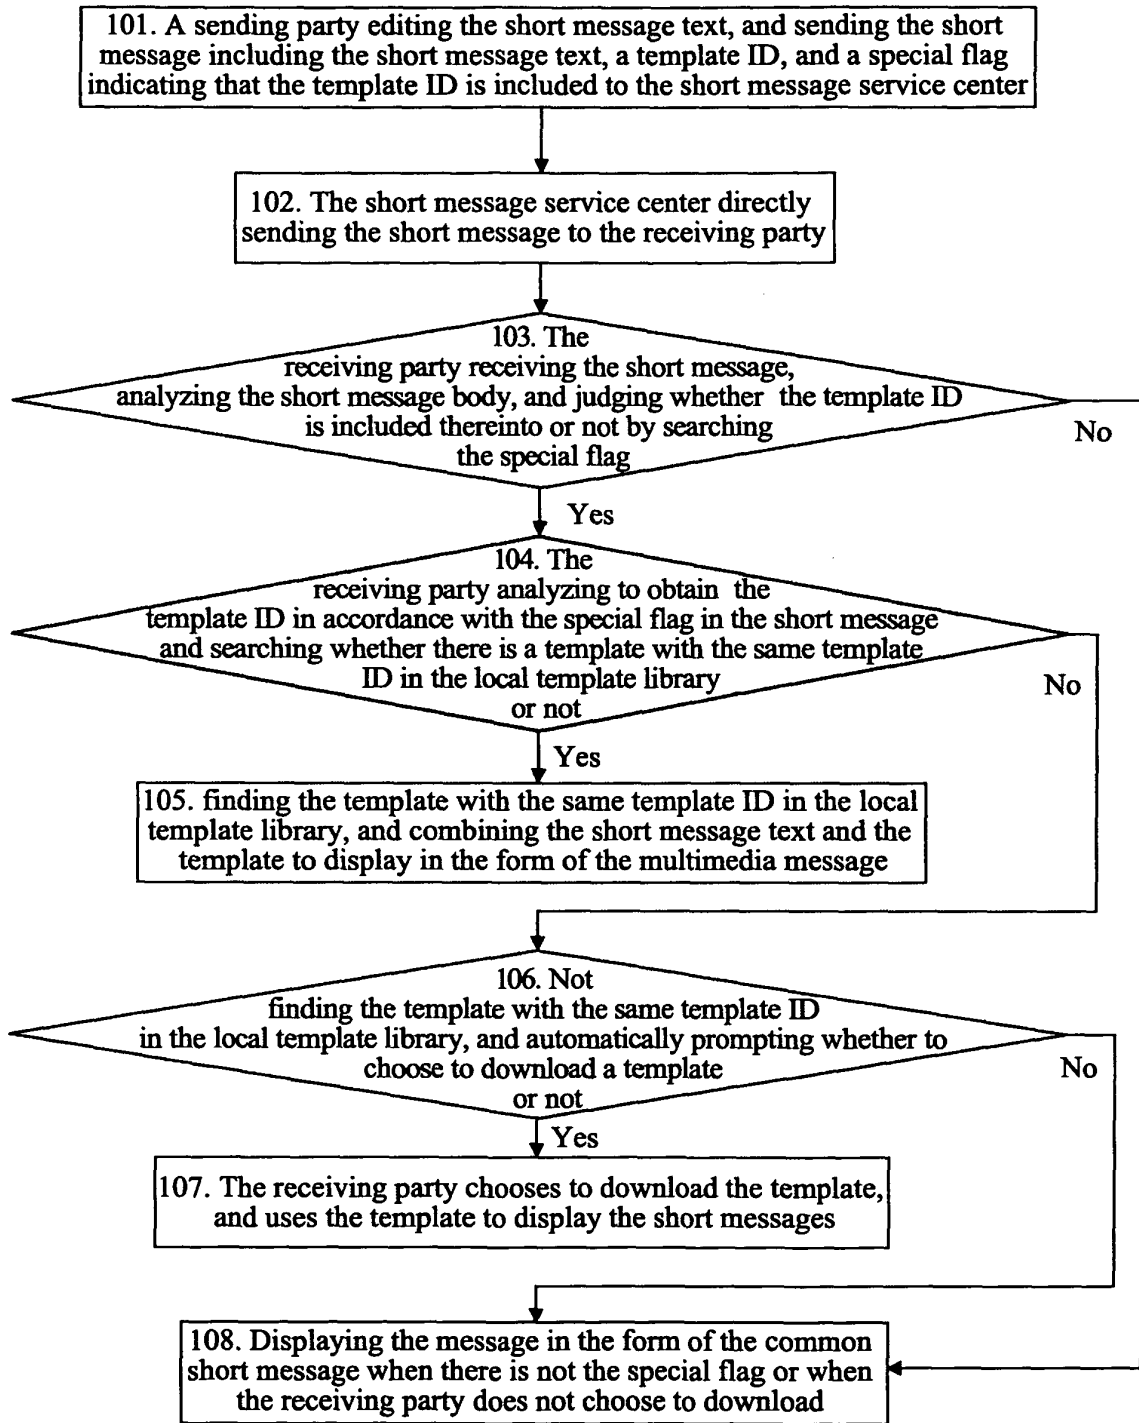 101. A sending party editing the short message text, and sending the short
message including the short message text, a template ID, and a special flag
indicating that the template ID is included to the short message service center
102. The short message service center directly
sending the short message to the receiving party
103. The
receiving party receiving the short message,
analyzing the short message body, and judging whether the template ID
is included thereinto or not by searching
the special flag
No
Yes
104. The
receiving party analyzing to obtain the
template ID in accordance with the special flag in the short message
and searching whether there is a template with the same template
ID in the local template library
or not
No
Yes
105. finding the template with the same template ID in the local
template library, and combining the short message text and the
template to display in the form of the multimedia message
106. Not
finding the template with the same template ID
in the local template library, and automatically prompting whether to
choose to download a template
or not
No
Yes
107. The receiving party chooses to download the template,
and uses the template to display the short messages
108. Displaying the message in the form of the common
short message when there is not the special flag or when
the receiving party does not choose to download